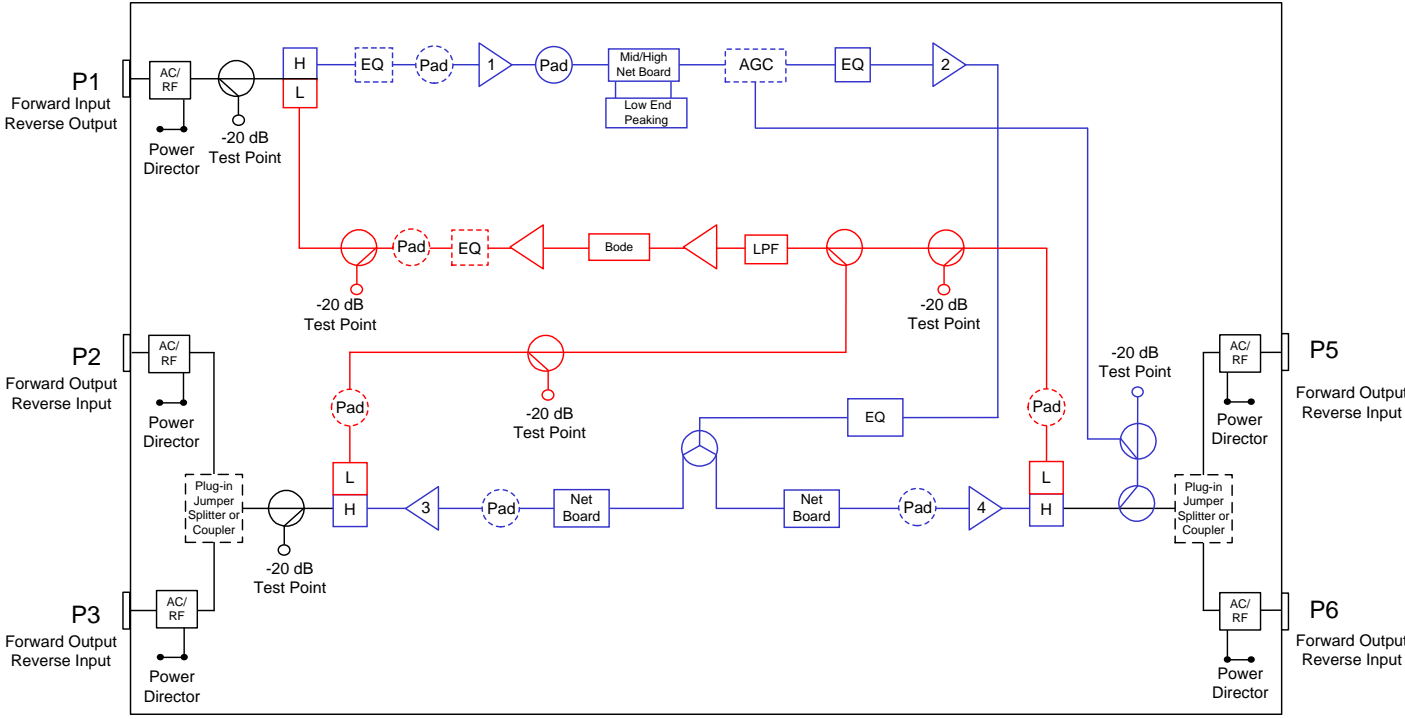 P1
Forward Input
Reverse Output
AC/
RF
Power
Director
-20 dB
Test Point
H
L
EQ
Pad
1
Pad
Mid/High
Net Board
Low End
Peaking
AGC
EQ
2
-20 dB
Test Point
Pad
EQ
Bode
LPF
-20 dB
Test Point
P2
Forward Output
Reverse Input
AC/
RF
Power
Director
Pad
-20 dB
Test Point
EQ
Pad
-20 dB
Test Point
AC/
RF
Power
Director
P5
Forward Output
Reverse Input
Plug-in
Jumper
Splitter or
Coupler
-20 dB
Test Point
L
H
3
Pad
Net
Board
Net
Board
Pad
4
L
H
Plug-in
Jumper
Splitter or
Coupler
P3
Forward Output
Reverse Input
AC/
RF
Power
Director
AC/
RF
Power
Director
P6
Forward Output
Reverse Input